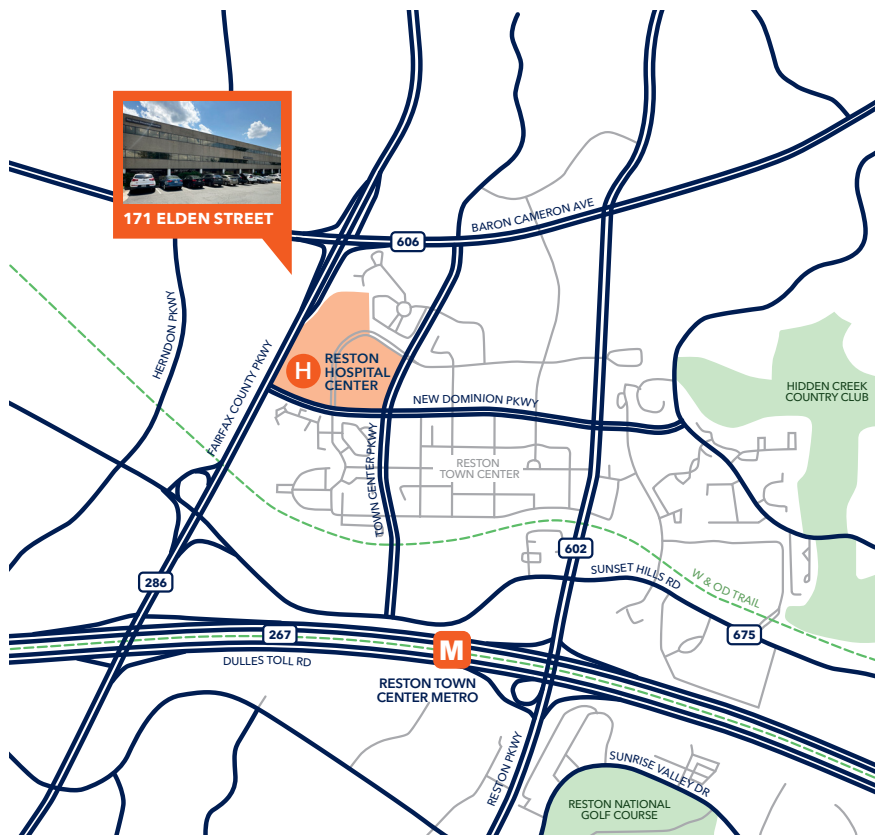 171 ELDEN STREET
606
BARON CAMERON AVE
HERNDON PKWY
FAIRFAX COUNTY PKWY
H
RESTON
HOSPITAL
CENTER
NEW DOMINION PKWY
HIDDEN CREEK
COUNTRY CLUB
TOWN CENTER PKWY
RESTON
TOWN CENTER
602
286
SUNSET HILLS RD
W & OD TRAIL
267
675
DULLES TOLL RD
M
RESTON TOWN
CENTER METRO
RESTON PKWY
SUNRISE VALLEY DR
RESTON NATIONAL
GOLF COURSE